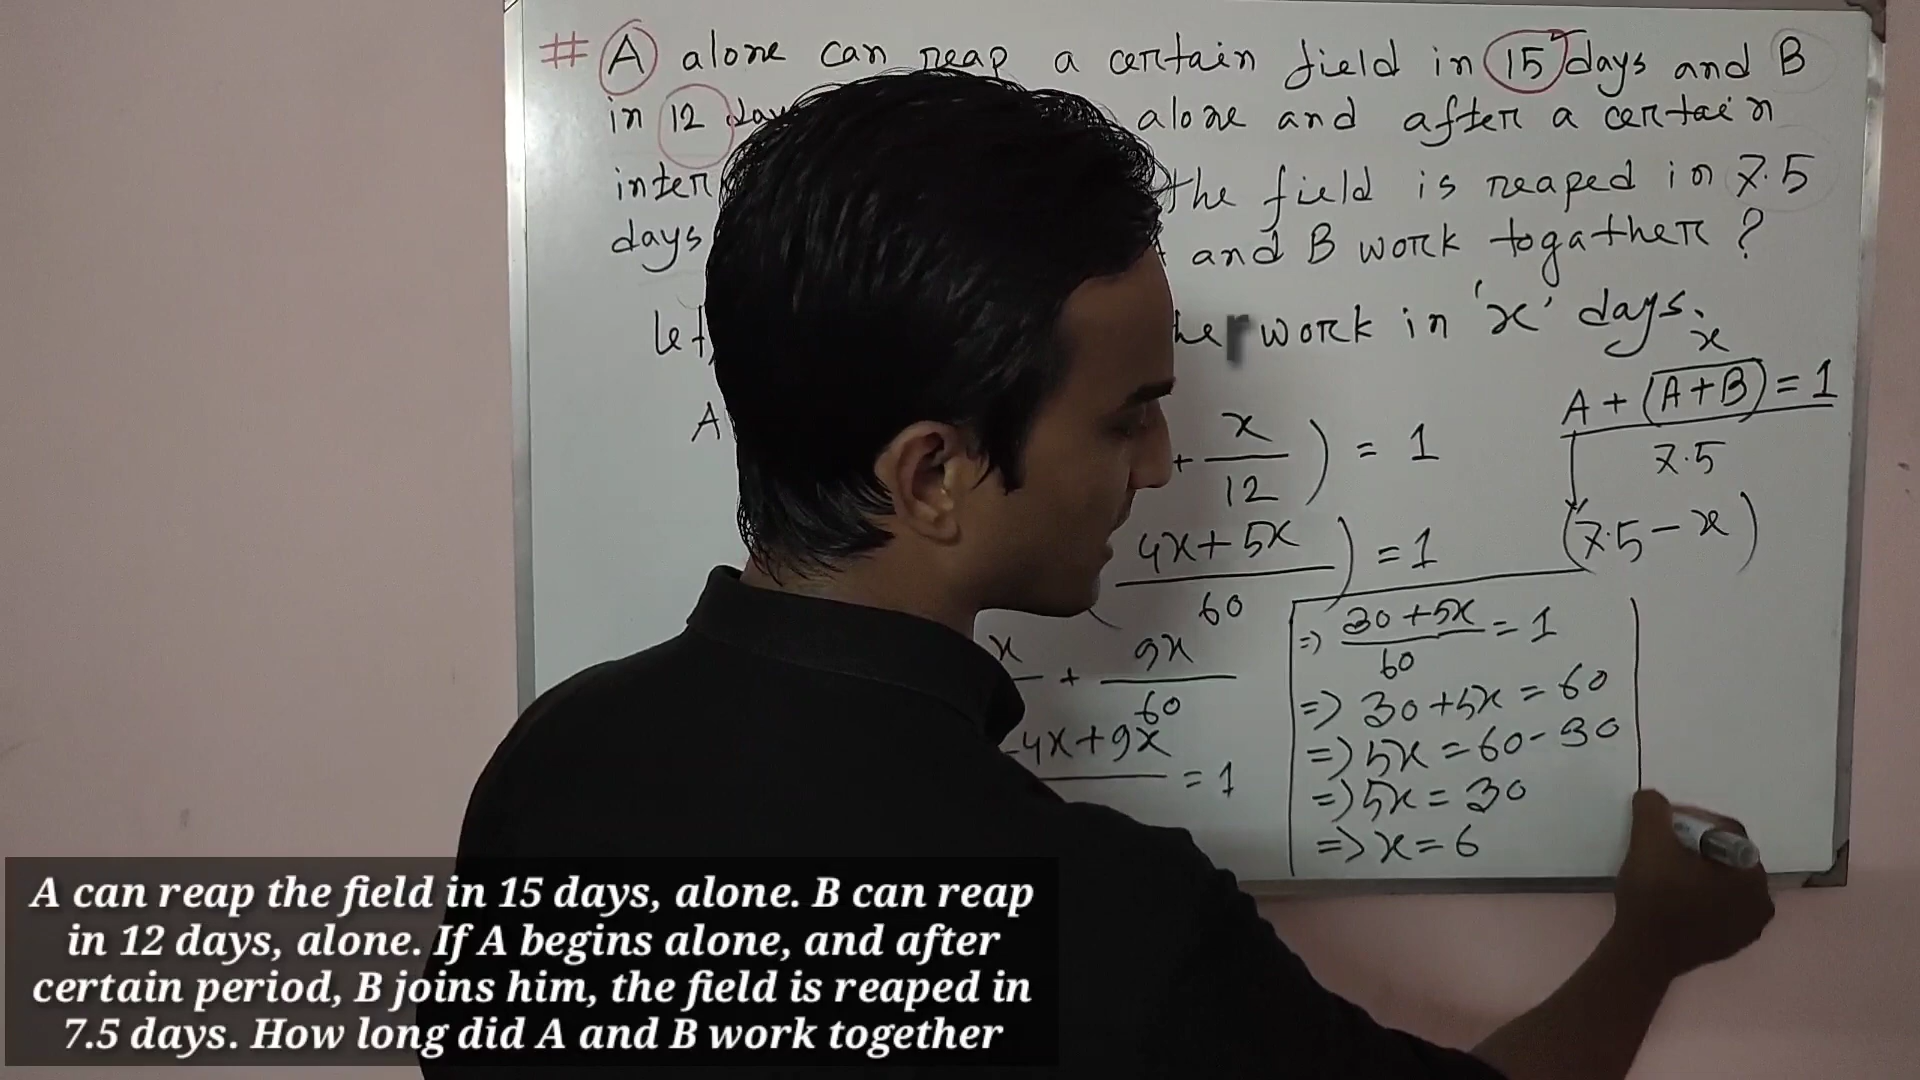 # A alone can reap a certain field in 15 days and B
in 12 day alone and after a certain
inter the field is reaped in 7.5
days and B work togather ?
let, work in 'x' days.
x
A + (A+B) = 1
7.5
(7.5 - x)
+ x/12 ) = 1
4x + 5x / 60 ) = 1
x + 9x / 60
-4x + 9x = 1
=) 30 + 5x / 60 = 1
=) 30 + 5x = 60
=) 5x = 60 - 30
=) 5x = 30
=> x = 6
A can reap the field in 15 days, alone. B can reap
in 12 days, alone. If A begins alone, and after
certain period, B joins him, the field is reaped in
7.5 days. How long did A and B work together